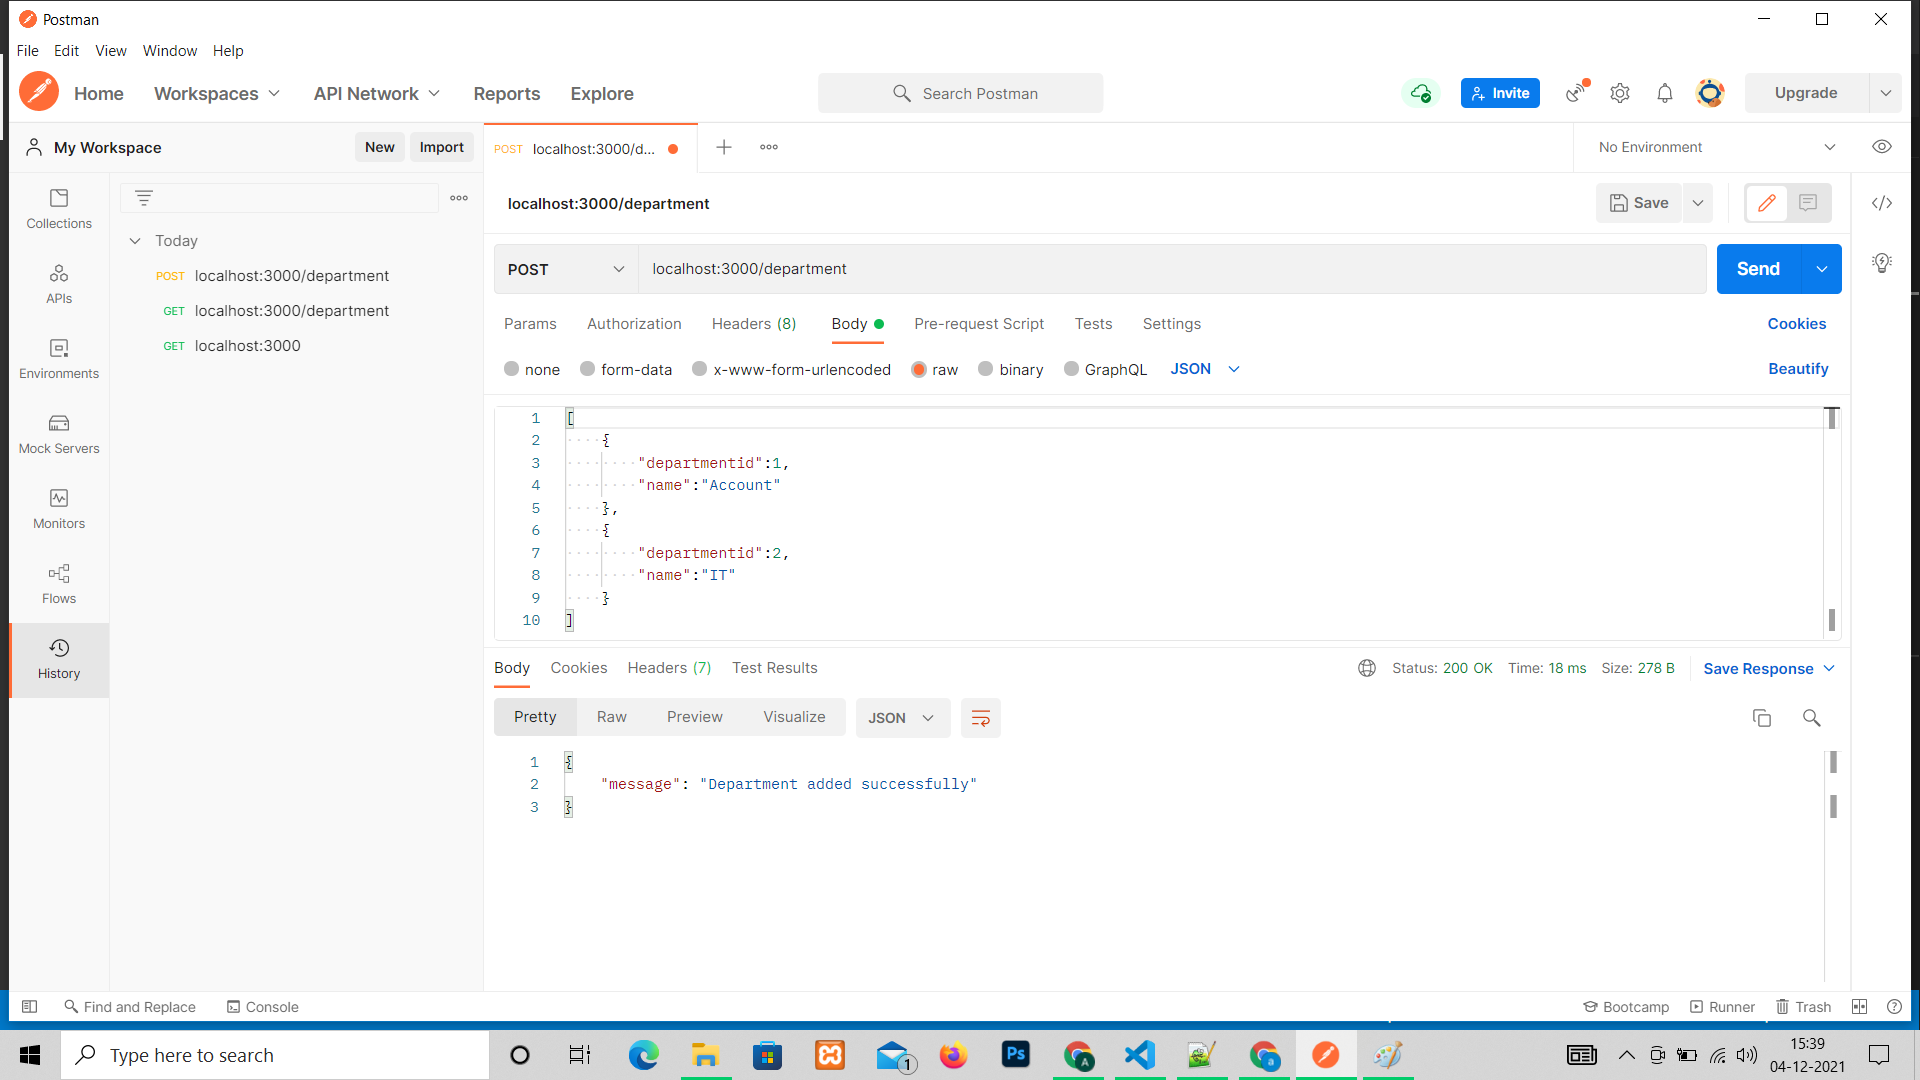 Postman
File Edit View Window Help
Home Workspaces API Network Reports Explore Search Postman Invite Upgrade
My Workspace New Import POST localhost:3000/d... No Environment
Collections
APIs
Environments
Mock Servers
Monitors
Flows
History
Today
POST localhost:3000/department
GET localhost:3000/department
GET localhost:3000
localhost:3000/department Save
POST localhost:3000/department Send
Params Authorization Headers (8) Body Pre-request Script Tests Settings Cookies
none form-data x-www-form-urlencoded raw binary GraphQL JSON Beautify
1 [
2 {
3 "departmentid":1,
4 "name":"Account"
5 },
6 {
7 "departmentid":2,
8 "name":"IT"
9 }
10 ]
Body Cookies Headers (7) Test Results Status: 200 OK Time: 18 ms Size: 278 B Save Response
Pretty Raw Preview Visualize JSON
1 {
2 "message": "Department added successfully"
3 }
Find and Replace Console Bootcamp Runner Trash
Type here to search
1
Ps
A
a
15:39
04-12-2021